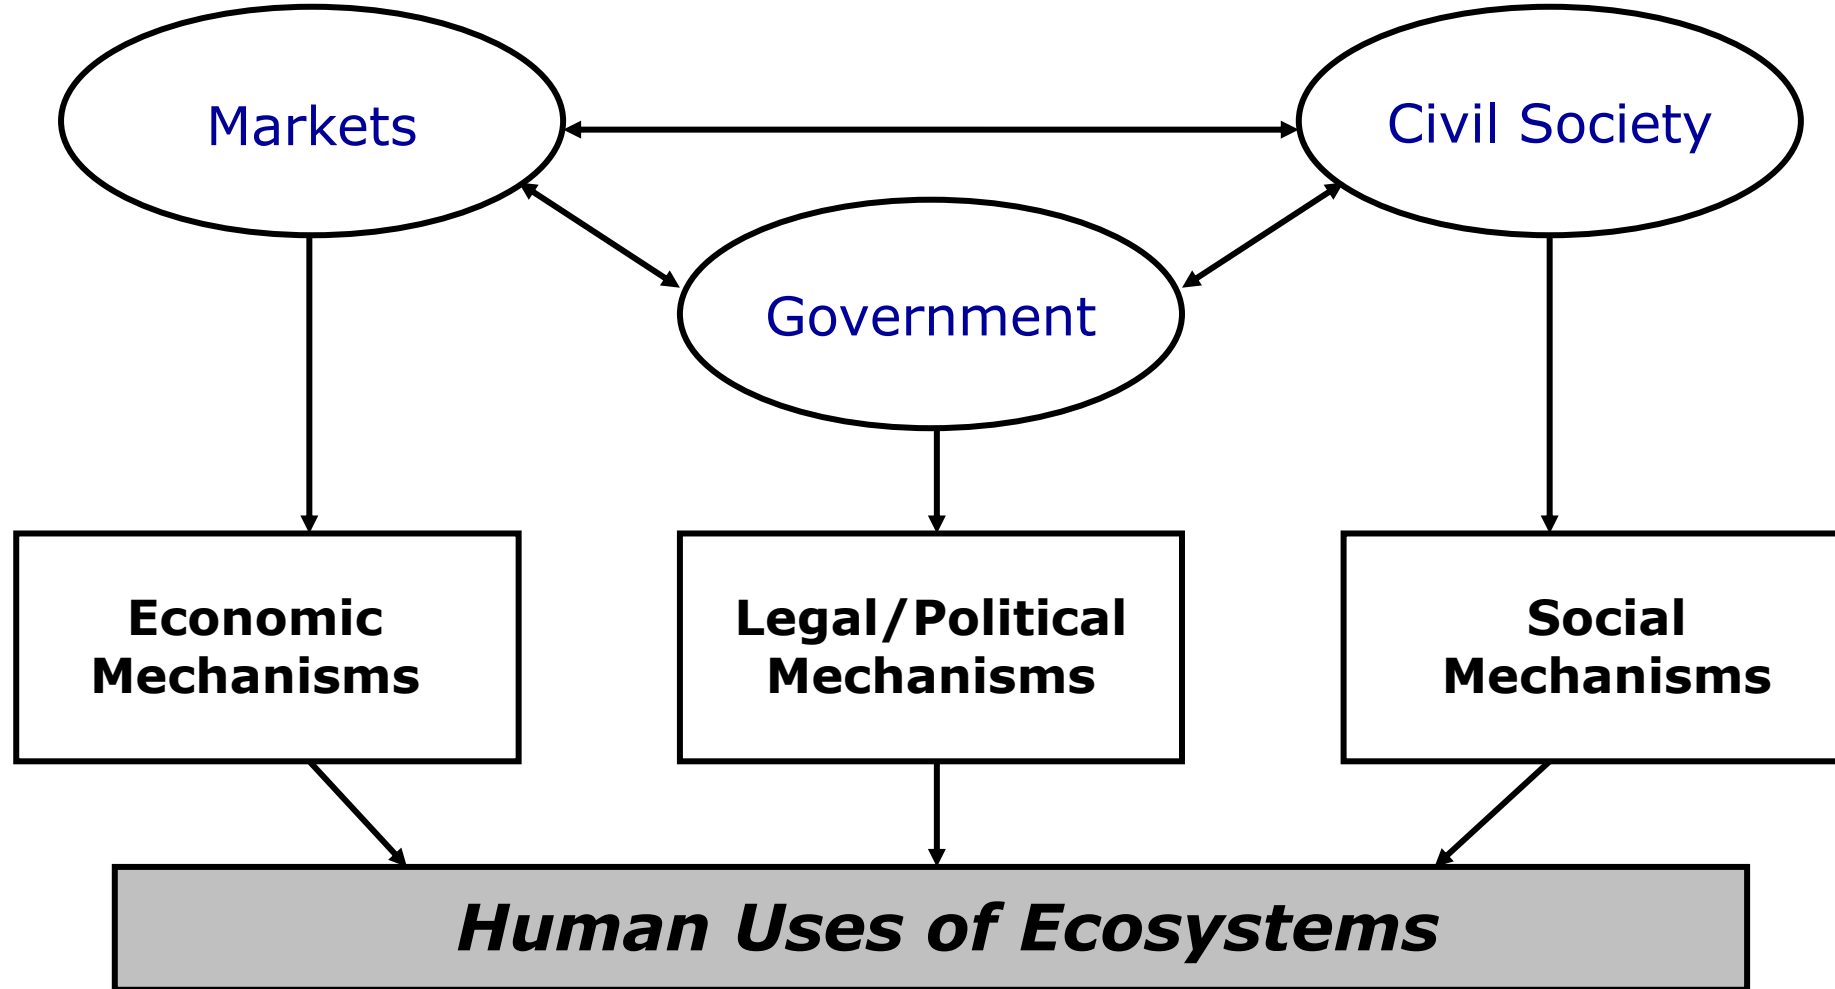 Markets
Civil Society
Government
Economic
Mechanisms
Legal/Political
Mechanisms
Social
Mechanisms
Human Uses of Ecosystems